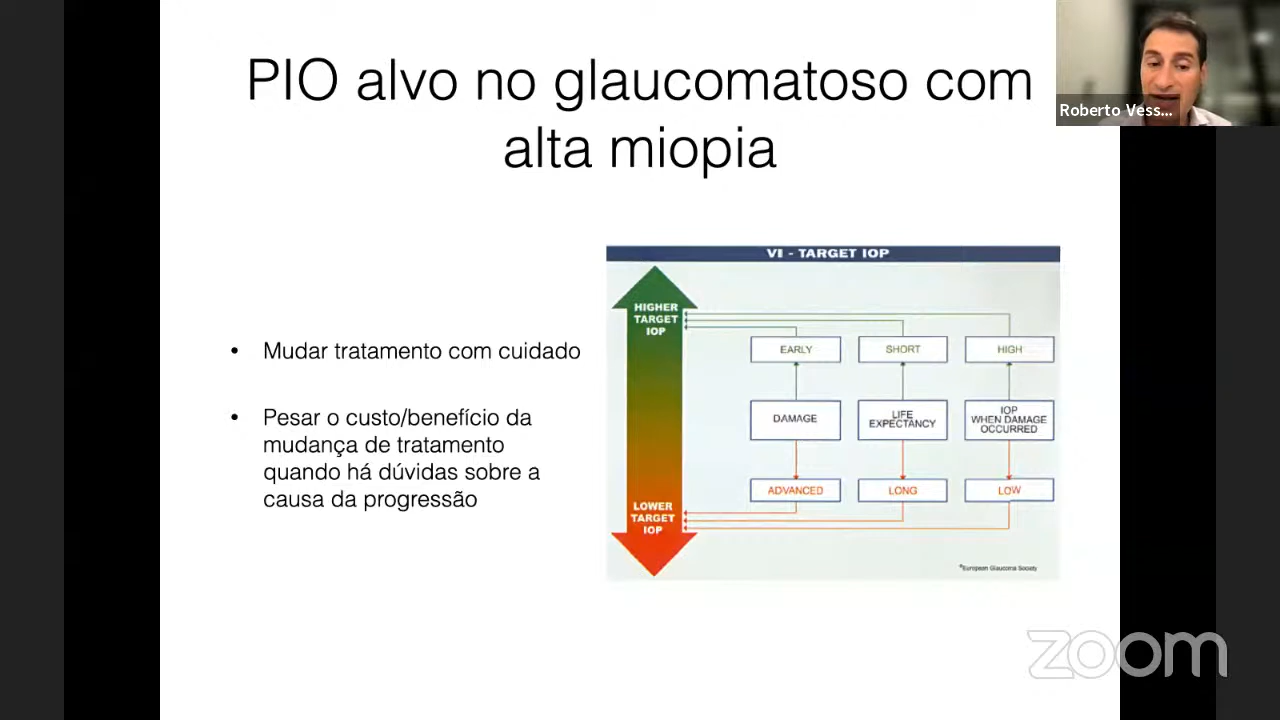 PIO alvo no glaucomatoso com
alta miopia
Roberto Vess...
• Mudar tratamento com cuidado
• Pesar o custo/benefício da
mudança de tratamento
quando há dúvidas sobre a
causa da progressão
VI - TARGET IOP
HIGHER
TARGET
IOP
EARLY
SHORT
HIGH
DAMAGE
LIFE
EXPECTANCY
IOP
WHEN DAMAGE
OCCURRED
ADVANCED
LONG
LOW
LOWER
TARGET
IOP
©European Glaucoma Society
zoom